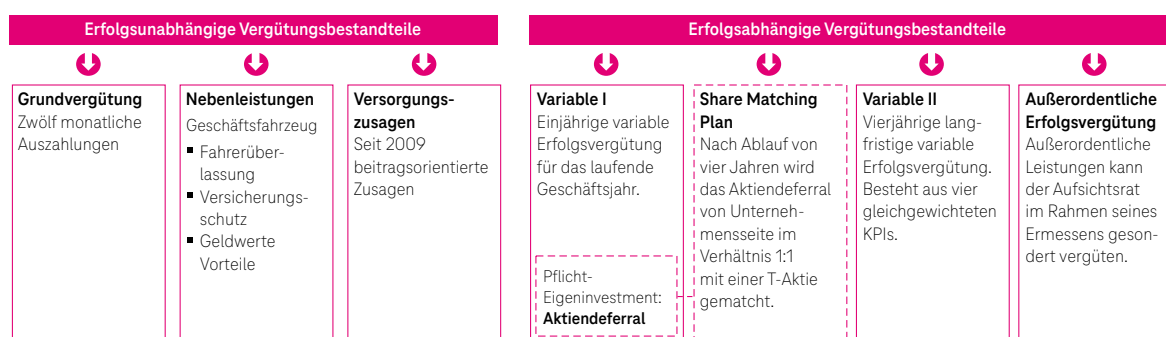 Erfolgsunabhängige Vergütungsbestandteile
Grundvergütung
Zwölf monatliche
Auszahlungen
Nebenleistungen
Geschäftsfahrzeug
▪ Fahrerüber-
lassung
▪ Versicherungs-
schutz
▪ Geldwerte
Vorteile
Versorgungs-
zusagen
Seit 2009
beitragsorientierte
Zusagen
Erfolgsabhängige Vergütungsbestandteile
Variable I
Einjährige variable
Erfolgsvergütung
für das laufende
Geschäftsjahr.
Pflicht-
Eigeninvestment:
Aktiendeferral
Share Matching
Plan
Nach Ablauf von
vier Jahren wird
das Aktiendeferral
von Unterneh-
mensseite im
Verhältnis 1:1
mit einer T-Aktie
gematcht.
Variable II
Vierjährige lang-
fristige variable
Erfolgsvergütung.
Besteht aus vier
gleichgewichteten
KPIs.
Außerordentliche
Erfolgsvergütung
Außerordentliche
Leistungen kann
der Aufsichtsrat
im Rahmen seines
Ermessens geson-
dert vergüten.